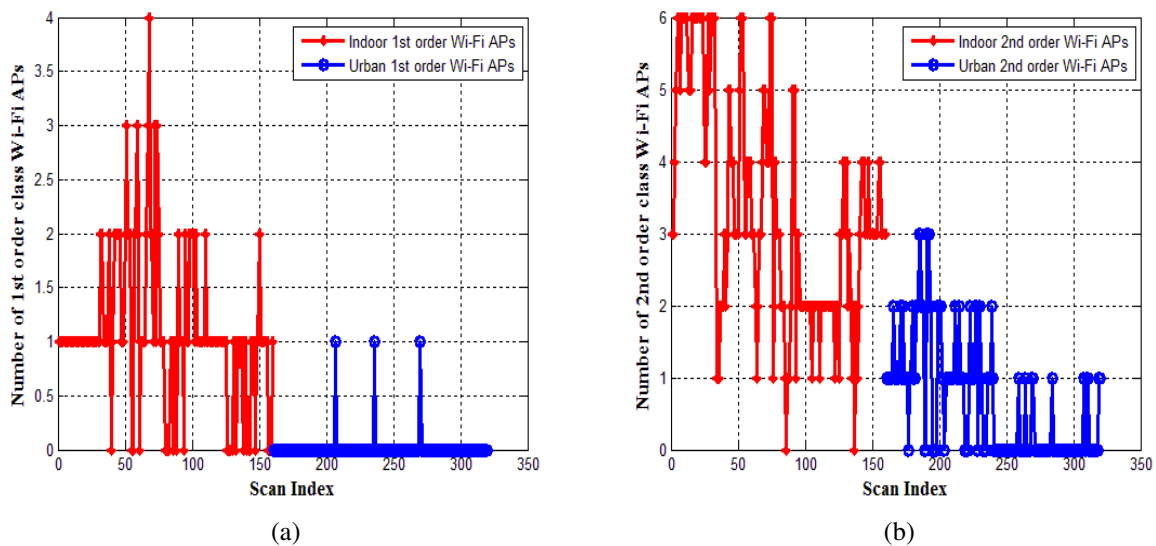 4
3.5
3
2.5
2
1.5
1
0.5
0
Number of 1st order class Wi-Fi APs
Indoor 1st order Wi-Fi APs
Urban 1st order Wi-Fi APs
0 50 100 150 200 250 300 350
Scan Index
(a)
6
5
4
3
2
1
0
Number of 2nd order class Wi-Fi APs
Indoor 2nd order Wi-Fi APs
Urban 2nd order Wi-Fi APs
0 50 100 150 200 250 300 350
Scan Index
(b)